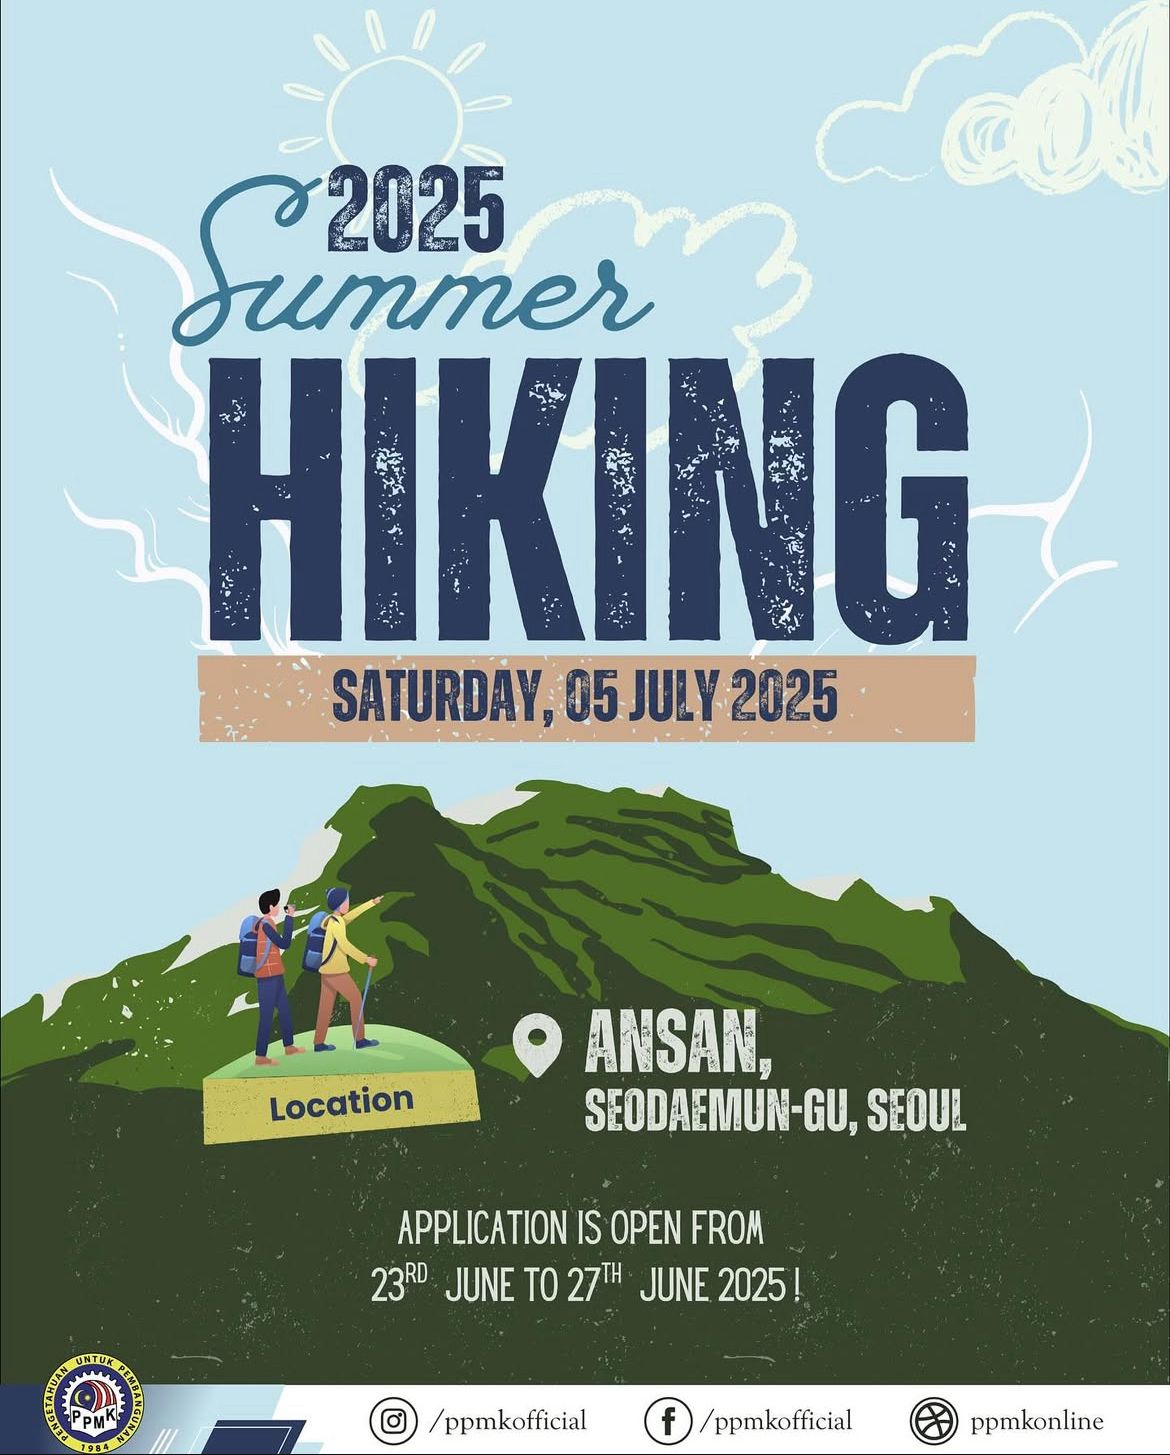 2025
Summer
HIKING
SATURDAY, 05 JULY 2025
Location
ANSAN,
SEODAEMUN-GU, SEOUL
APPLICATION IS OPEN FROM
23RD JUNE TO 27TH JUNE 2025!
PENGETAHUAN UNTUK PEMBANGUNAN
PPMK
1984
/ppmkofficial
/ppmkofficial
ppmkonline